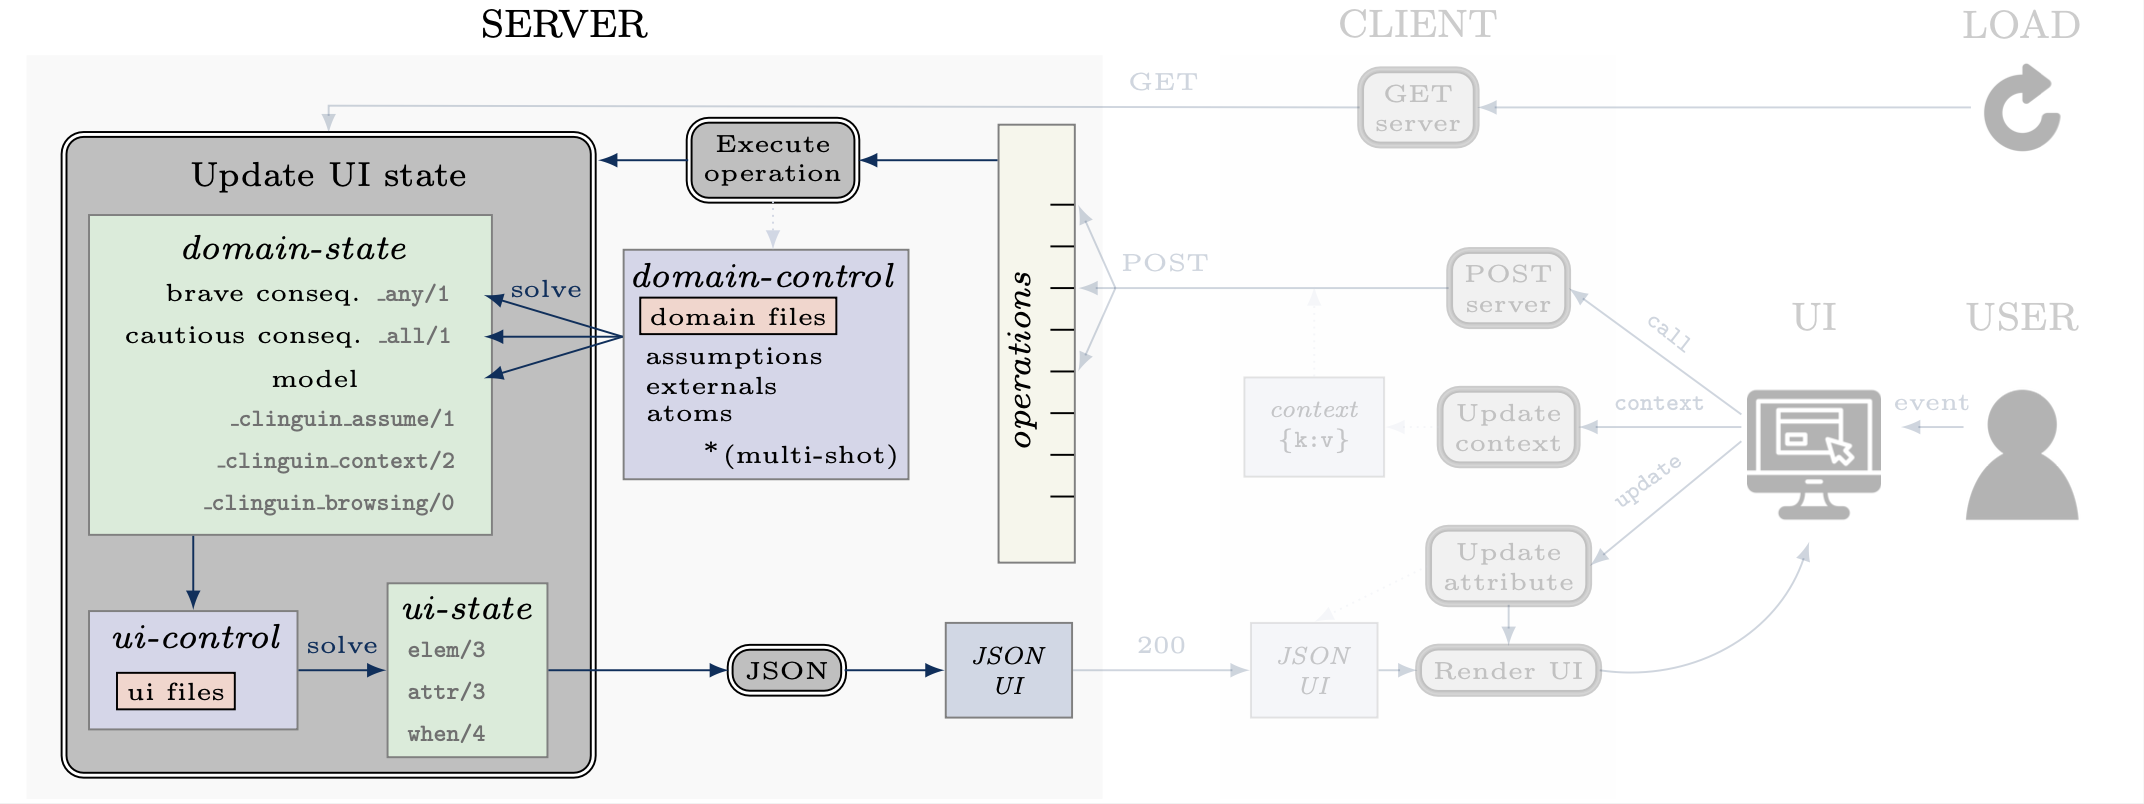 SERVER
CLIENT
LOAD
GET
GET
server
Update UI state
Execute
operation
domain-state
brave conseq. _any/1
cautious conseq. _all/1
model
_clinguin_assume/1
_clinguin_context/2
_clinguin_browsing/0
solve
domain-control
domain files
assumptions
externals
atoms
*(multi-shot)
operations
POST
POST
server
call
UI
USER
context
{k:v}
Update
context
context
event
update
Update
attribute
ui-control
ui files
solve
ui-state
elem/3
attr/3
when/4
JSON
JSON
UI
200
JSON
UI
Render UI